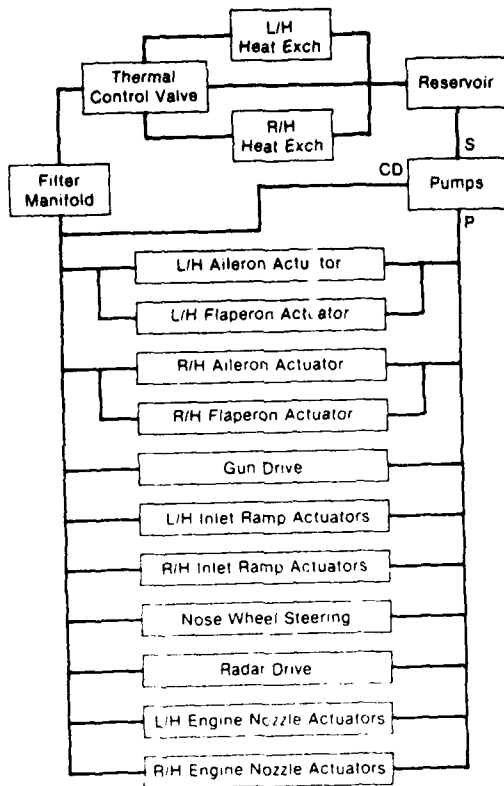 L/H
Heat Exch
Thermal
Control Valve
Reservoir
R/H
Heat Exch
S
CD
Filter
Manifold
Pumps
P
L/H Aileron Actu tor
L/H Flaperon Actuator
R/H Aileron Actuator
R/H Flaperon Actuator
Gun Drive
L/H Inlet Ramp Actuators
R/H Inlet Ramp Actuators
Nose Wheel Steering
Radar Drive
L/H Engine Nozzle Actuators
R/H Engine Nozzle Actuators